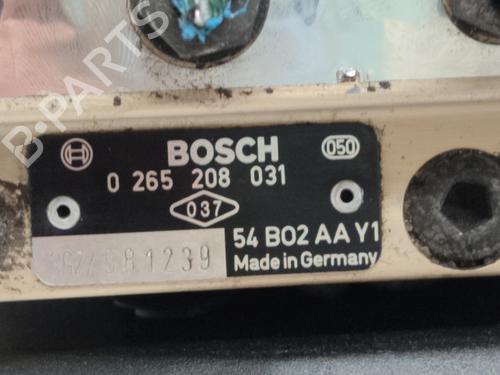 BOSCH
050
0 265 208 031
037
54 B02 AA Y1
Made in Germany
B-PARTS